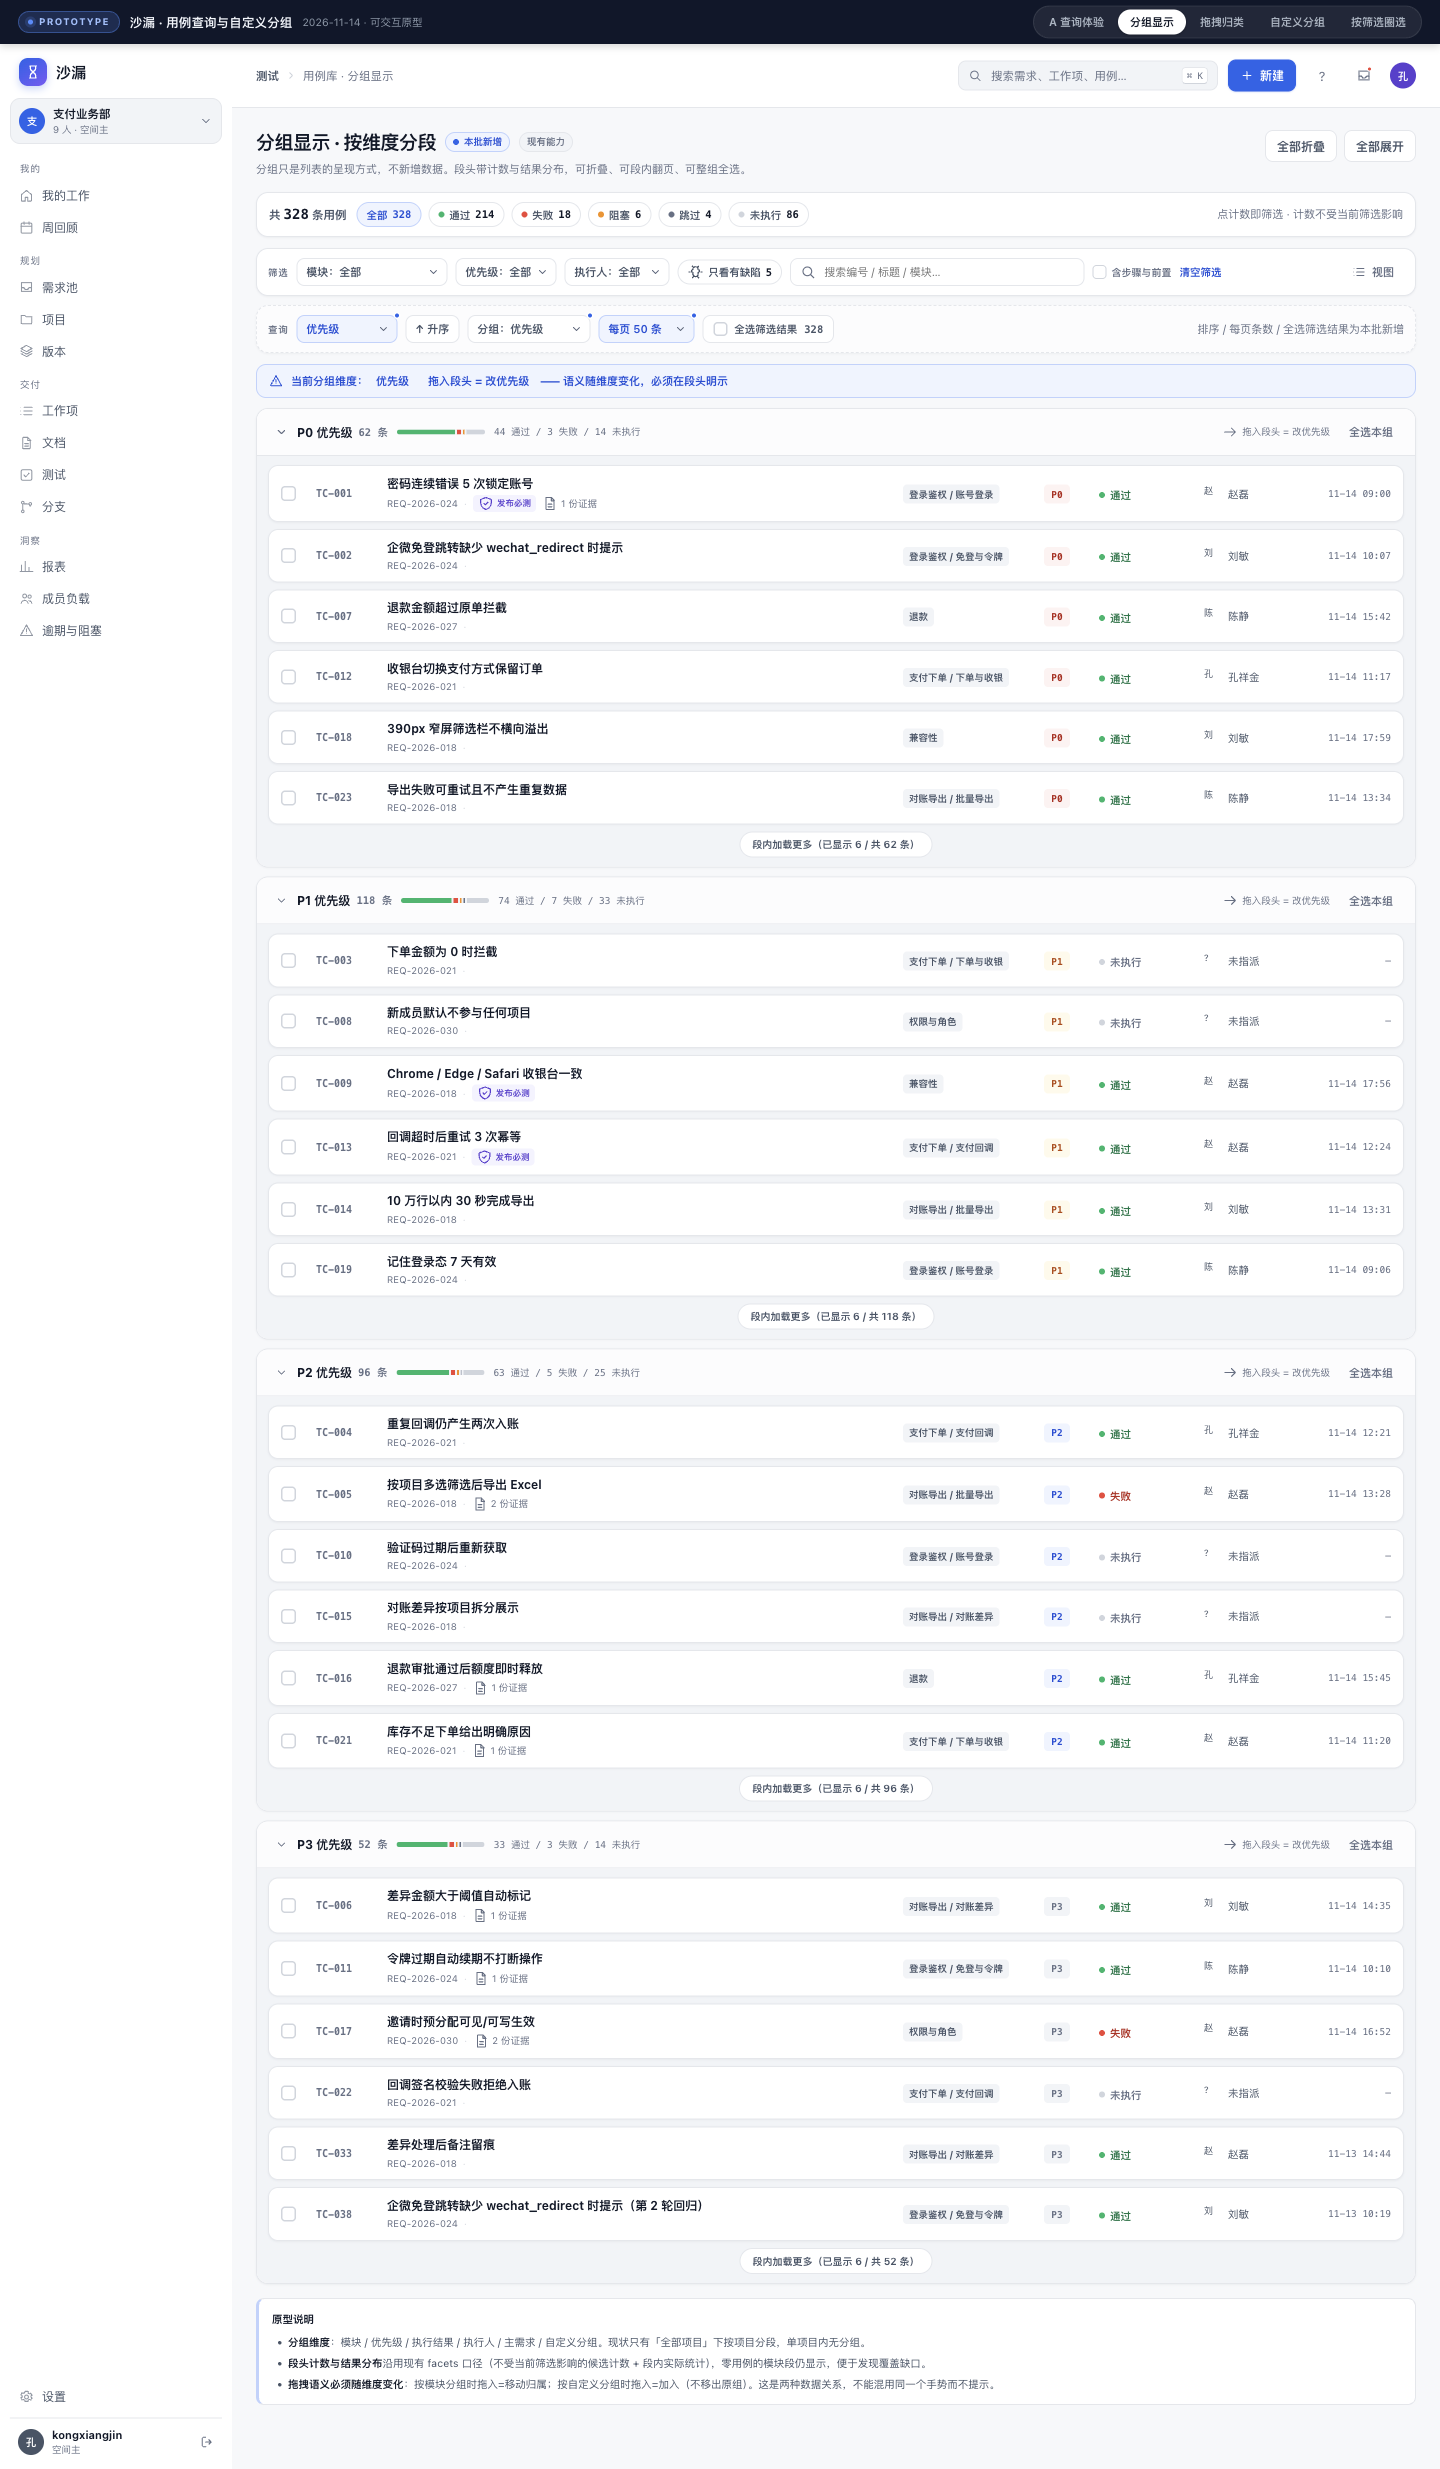 PROTOTYPE 沙漏 · 用例查询与自定义分组 2026-11-14 · 可交互原型 A 查询体验 分组显示 拖拽归类 自定义分组 按筛选圈选
沙漏
测试 用例库 · 分组显示 搜索需求、工作项、用例... ⌘ K + 新建 ? 孔
支 支付业务部
9 人 · 空间主
我的
我的工作
周回顾
规划
需求池
项目
版本
交付
工作项
文档
测试
分支
洞察
报表
成员负载
逾期与阻塞
设置
孔 kongxiangjin
空间主
分组显示 · 按维度分段 本批新增 现有能力 全部折叠 全部展开
分组只是列表的呈现方式，不新增数据。段头带计数与结果分布，可折叠、可段内翻页、可整组全选。
共 328 条用例 全部 328 通过 214 失败 18 阻塞 6 跳过 4 未执行 86 点计数即筛选 · 计数不受当前筛选影响
筛选 模块：全部 优先级：全部 执行人：全部 只看有缺陷 5 搜索编号 / 标题 / 模块... 含步骤与前置 清空筛选 视图
查询 优先级 ↑ 升序 分组：优先级 每页 50 条 全选筛选结果 328 排序 / 每页条数 / 全选筛选结果为本批新增
当前分组维度： 优先级 拖入段头 = 改优先级 —— 语义随维度变化，必须在段头明示
P0 优先级 62 条 44 通过 / 3 失败 / 14 未执行 → 拖入段头 = 改优先级 全选本组
TC-001 密码连续错误 5 次锁定账号 登录鉴权 / 账号登录 P0 通过 赵 赵磊 11-14 09:00
REQ-2026-024 · 发布必测 1 份证据
TC-002 企微免登跳转缺少 wechat_redirect 时提示 登录鉴权 / 免登与令牌 P0 通过 刘 刘敏 11-14 10:07
REQ-2026-024 ·
TC-007 退款金额超过原单拦截 退款 P0 通过 陈 陈静 11-14 15:42
REQ-2026-027 ·
TC-012 收银台切换支付方式保留订单 支付下单 / 下单与收银 P0 通过 孔 孔祥金 11-14 11:17
REQ-2026-021 ·
TC-018 390px 窄屏筛选栏不横向溢出 兼容性 P0 通过 刘 刘敏 11-14 17:59
REQ-2026-018 ·
TC-023 导出失败可重试且不产生重复数据 对账导出 / 批量导出 P0 通过 陈 陈静 11-14 13:34
REQ-2026-018 ·
段内加载更多（已显示 6 / 共 62 条）
P1 优先级 118 条 74 通过 / 7 失败 / 33 未执行 → 拖入段头 = 改优先级 全选本组
TC-003 下单金额为 0 时拦截 支付下单 / 下单与收银 P1 未执行 ? 未指派 —
REQ-2026-021 ·
TC-008 新成员默认不参与任何项目 权限与角色 P1 未执行 ? 未指派 —
REQ-2026-030 ·
TC-009 Chrome / Edge / Safari 收银台一致 兼容性 P1 通过 赵 赵磊 11-14 17:56
REQ-2026-018 · 发布必测
TC-013 回调超时后重试 3 次幂等 支付下单 / 支付回调 P1 通过 赵 赵磊 11-14 12:24
REQ-2026-021 · 发布必测
TC-014 10 万行以内 30 秒完成导出 对账导出 / 批量导出 P1 通过 刘 刘敏 11-14 13:31
REQ-2026-018 ·
TC-019 记住登录态 7 天有效 登录鉴权 / 账号登录 P1 通过 陈 陈静 11-14 09:06
REQ-2026-024 ·
段内加载更多（已显示 6 / 共 118 条）
P2 优先级 96 条 63 通过 / 5 失败 / 25 未执行 → 拖入段头 = 改优先级 全选本组
TC-004 重复回调仍产生两次入账 支付下单 / 支付回调 P2 通过 孔 孔祥金 11-14 12:21
REQ-2026-021 ·
TC-005 按项目多选筛选后导出 Excel 对账导出 / 批量导出 P2 失败 赵 赵磊 11-14 13:28
REQ-2026-018 · 2 份证据
TC-010 验证码过期后重新获取 登录鉴权 / 账号登录 P2 未执行 ? 未指派 —
REQ-2026-024 ·
TC-015 对账差异按项目拆分展示 对账导出 / 对账差异 P2 未执行 ? 未指派 —
REQ-2026-018 ·
TC-016 退款审批通过后额度即时释放 退款 P2 通过 孔 孔祥金 11-14 15:45
REQ-2026-027 · 1 份证据
TC-021 库存不足下单给出明确原因 支付下单 / 下单与收银 P2 通过 赵 赵磊 11-14 11:20
REQ-2026-021 · 1 份证据
段内加载更多（已显示 6 / 共 96 条）
P3 优先级 52 条 33 通过 / 3 失败 / 14 未执行 → 拖入段头 = 改优先级 全选本组
TC-006 差异金额大于阈值自动标记 对账导出 / 对账差异 P3 通过 刘 刘敏 11-14 14:35
REQ-2026-018 · 1 份证据
TC-011 令牌过期自动续期不打断操作 登录鉴权 / 免登与令牌 P3 通过 陈 陈静 11-14 10:10
REQ-2026-024 · 1 份证据
TC-017 邀请时预分配可见/可写生效 权限与角色 P3 失败 赵 赵磊 11-14 16:52
REQ-2026-030 · 2 份证据
TC-022 回调签名校验失败拒绝入账 支付下单 / 支付回调 P3 未执行 ? 未指派 —
REQ-2026-021 ·
TC-033 差异处理后备注留痕 对账导出 / 对账差异 P3 通过 赵 赵磊 11-13 14:44
REQ-2026-018 ·
TC-038 企微免登跳转缺少 wechat_redirect 时提示（第 2 轮回归） 登录鉴权 / 免登与令牌 P3 通过 刘 刘敏 11-13 10:19
REQ-2026-024 ·
段内加载更多（已显示 6 / 共 52 条）
原型说明
• 分组维度：模块 / 优先级 / 执行结果 / 执行人 / 主需求 / 自定义分组。现状只有「全部项目」下按项目分段，单项目内无分组。
• 段头计数与结果分布沿用现有 facets 口径（不受当前筛选影响的候选计数 + 段内实际统计），零用例的模块段仍显示，便于发现覆盖缺口。
• 拖拽语义必须随维度变化：按模块分组时拖入=移动归属；按自定义分组时拖入=加入（不移出原组）。这是两种数据关系，不能混用同一个手势而不提示。